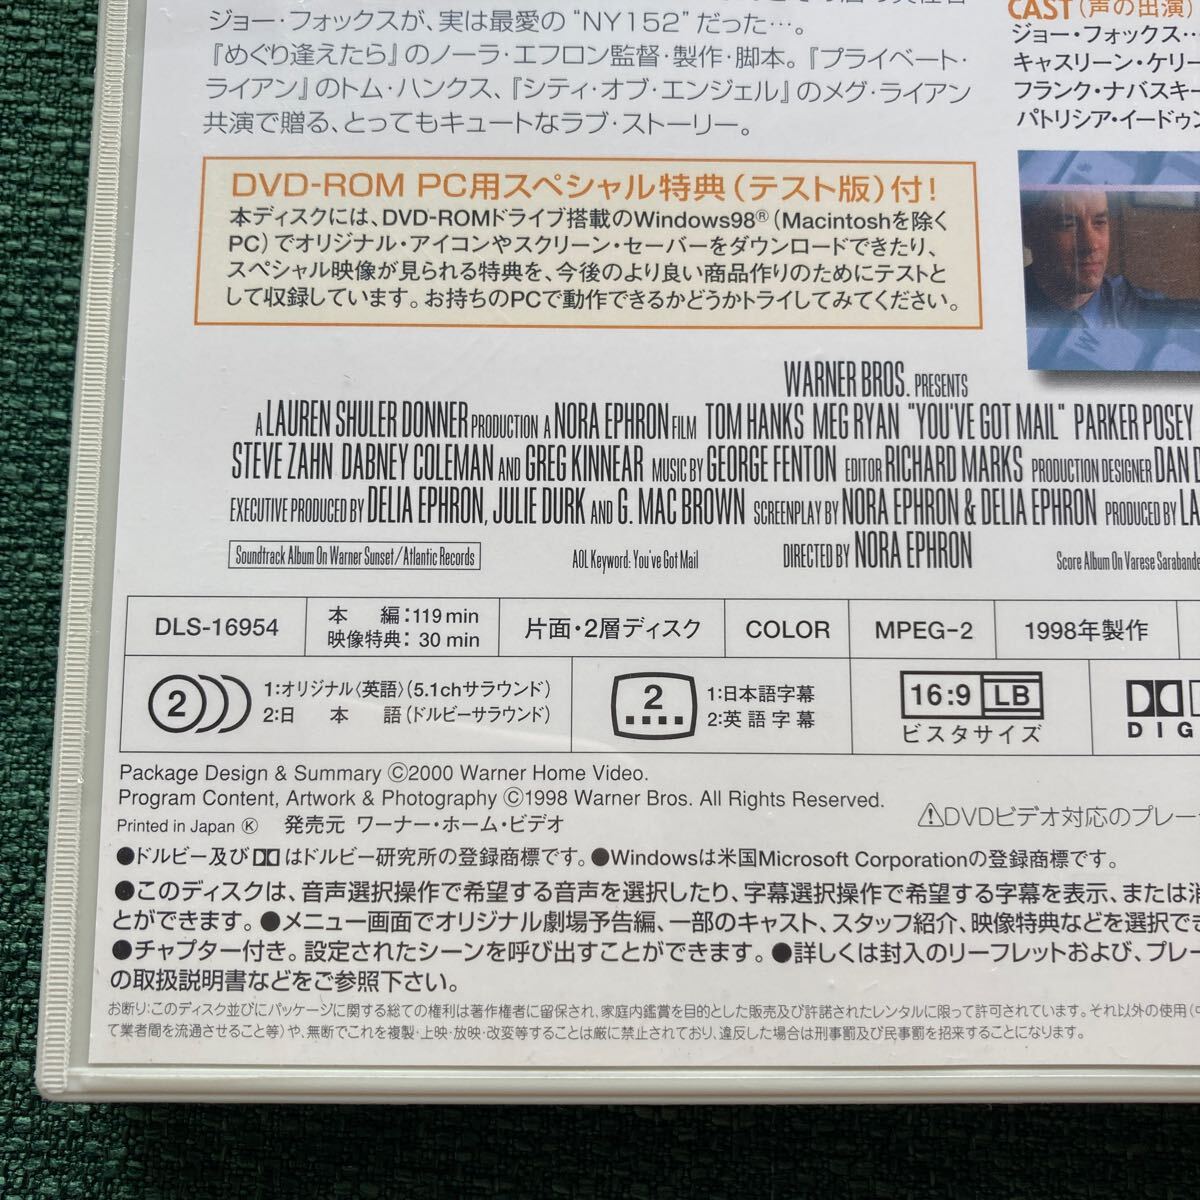 ジョー・フォックスが、実は最愛の“NY152”だった…。
『めぐり逢えたら』のノーラ・エフロン監督・製作・脚本。『プライベート・
ライアン』のトム・ハンクス、『シティ・オブ・エンジェル』のメグ・ライアン
共演で贈る、とってもキュートなラブ・ストーリー。
CAST(声の出演)
ジョー・フォックス…
キャスリーン・ケリー
フランク・ナバスキー
パトリシア・イードゥン
DVD-ROM PC用スペシャル特典(テスト版)付!
本ディスクには、DVD-ROMドライブ搭載のWindows98®(Macintoshを除く
PC)でオリジナル・アイコンやスクリーン・セーバーをダウンロードできたり、
スペシャル映像が見られる特典を、今後のより良い商品作りのためにテストと
して収録しています。お持ちのPCで動作できるかどうかトライしてみてください。
WARNER BROS. PRESENTS
A LAUREN SHULER DONNER PRODUCTION A NORA EPHRON FILM TOM HANKS MEG RYAN "YOU'VE GOT MAIL" PARKER POSEY
STEVE ZAHN DABNEY COLEMAN AND GREG KINNEAR MUSIC BY GEORGE FENTON EDITOR RICHARD MARKS PRODUCTION DESIGNER DAN D
EXECUTIVE PRODUCED BY DELIA EPHRON, JULIE DURK AND G. MAC BROWN SCREENPLAY BY NORA EPHRON & DELIA EPHRON PRODUCED BY LA
Soundtrack Album On Warner Sunset/Atlantic Records
AOL Keyword: You've Got Mail
DIRECTED BY NORA EPHRON
Score Album On Varese Sarabande
DLS-16954
本 編:119 min
映像特典: 30 min
片面・2層ディスク
COLOR
MPEG-2
1998年製作
2
1:オリジナル〈英語〉(5.1chサラウンド)
2:日 本 語(ドルビーサラウンド)
2
1:日本語字幕
2:英語字幕
16:9 LB
ビスタサイズ
DIG
Package Design & Summary ©2000 Warner Home Video.
Program Content, Artwork & Photography ©1998 Warner Bros. All Rights Reserved.
Printed in Japan Ⓚ 発売元 ワーナー・ホーム・ビデオ
⚠DVDビデオ対応のプレー
●ドルビー及びはドルビー研究所の登録商標です。●Windowsは米国Microsoft Corporationの登録商標です。
●このディスクは、音声選択操作で希望する音声を選択したり、字幕選択操作で希望する字幕を表示、または消
とができます。●メニュー画面でオリジナル劇場予告編、一部のキャスト、スタッフ紹介、映像特典などを選択でき
●チャプター付き。設定されたシーンを呼び出すことができます。●詳しくは封入のリーフレットおよび、プレー
の取扱説明書などをご参照下さい。
お断り:このディスク並びにパッケージに関する総ての権利は著作権者に留保され、家庭内鑑賞を目的とした販売及び許諾されたレンタルに限って許可されています。それ以外の使用(中
て業者間を流通させること等)や、無断でこれを複製・上映・放映・改変等することは厳に禁止されており、違反した場合は刑事罰及び民事罰を招来することになります。